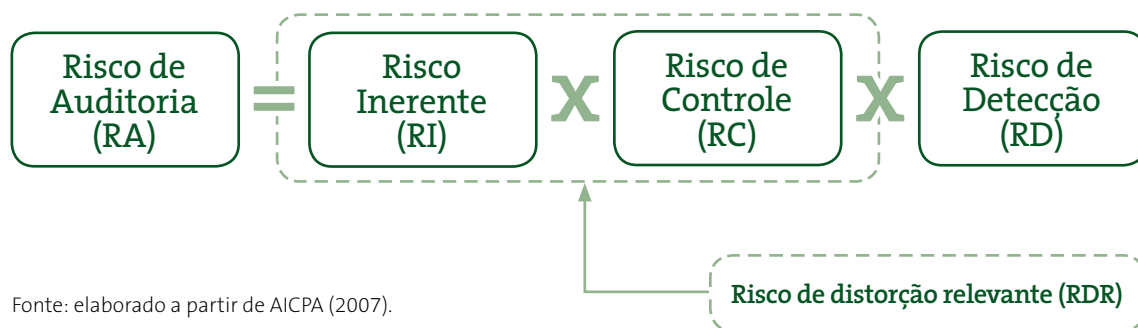 Risco de
Auditoria
(RA)
=
Risco
Inerente
(RI)
X
Risco de
Controle
(RC)
X
Risco de
Detecção
(RD)
Risco de distorção relevante (RDR)
Fonte: elaborado a partir de AICPA (2007).